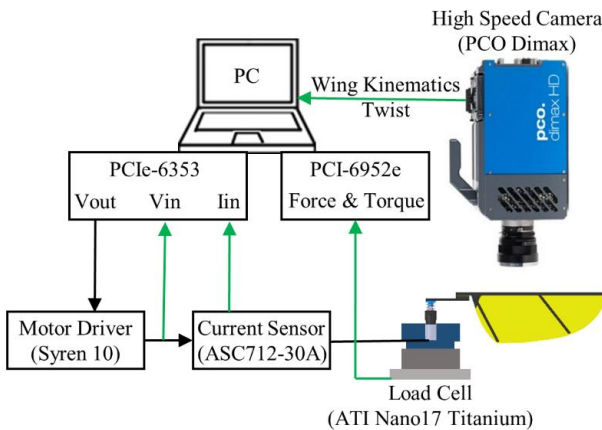 High Speed Camera
(PCO Dimax)
PC
Wing Kinematics
Twist
pco.
dimax HD
PCIe-6353
Vout Vin Iin
PCI-6952e
Force & Torque
Motor Driver
(Syren 10)
Current Sensor
(ASC712-30A)
Load Cell
(ATI Nano17 Titanium)